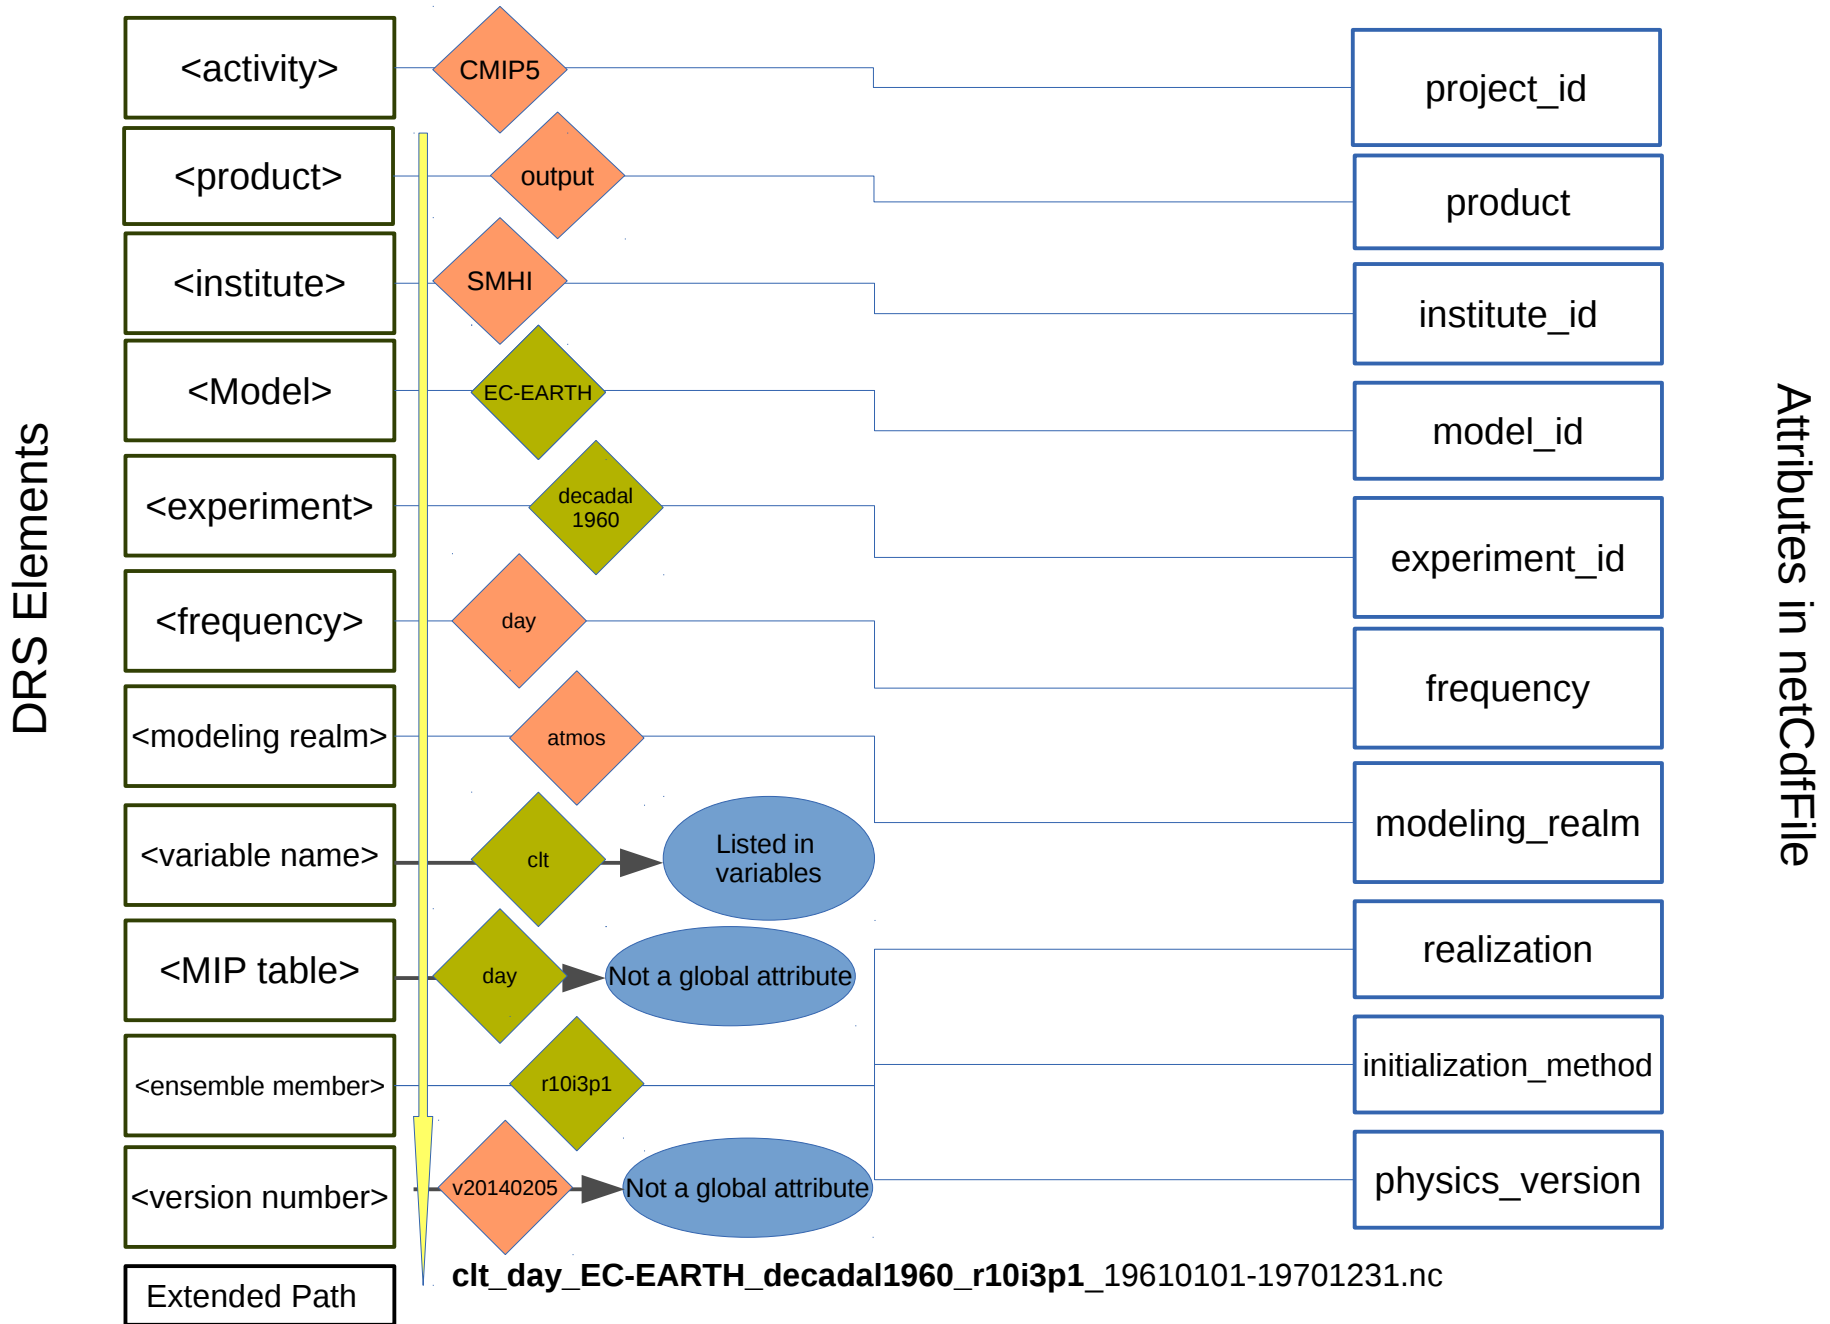 DRS Elements
<activity>
CMIP5
project_id
<product>
output
product
<institute>
SMHI
institute_id
<Model>
EC-EARTH
model_id
<experiment>
decadal
1960
experiment_id
<frequency>
day
frequency
<modeling realm>
atmos
modeling_realm
<variable name>
clt
Listed in
variables
<MIP table>
day
Not a global attribute
realization
<ensemble member>
r10i3p1
initialization_method
<version number>
v20140205
Not a global attribute
physics_version
Extended Path
clt_day_EC-EARTH_decadal1960_r10i3p1_19610101-19701231.nc
Attributes in netCdfFile